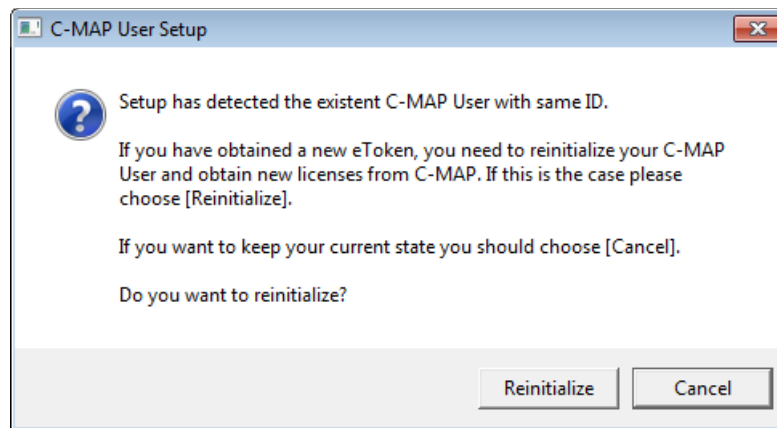 C-MAP User Setup
Setup has detected the existent C-MAP User with same ID.
If you have obtained a new eToken, you need to reinitialize your C-MAP
User and obtain new licenses from C-MAP. If this is the case please
choose [Reinitialize].
If you want to keep your current state you should choose [Cancel].
Do you want to reinitialize?
Reinitialize
Cancel